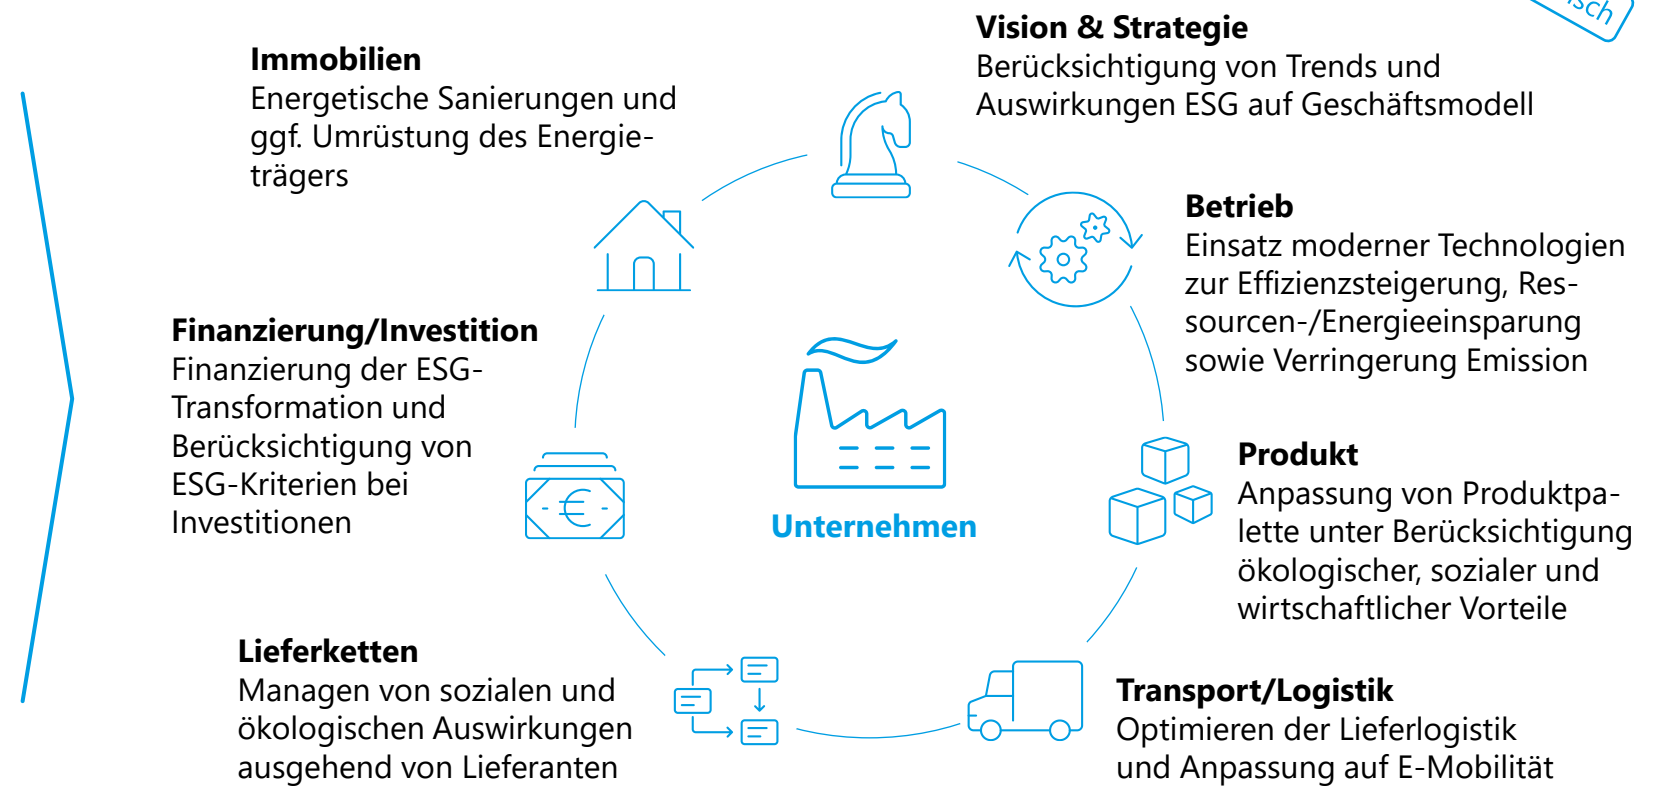 Vision & Strategie
Berücksichtigung von Trends und
Auswirkungen ESG auf Geschäftsmodell
Immobilien
Energetische Sanierungen und
ggf. Umrüstung des Energie-
trägers
Betrieb
Einsatz moderner Technologien
zur Effizienzsteigerung, Res-
sourcen-/Energieeinsparung
sowie Verringerung Emission
Finanzierung/Investition
Finanzierung der ESG-
Transformation und
Berücksichtigung von
ESG-Kriterien bei
Investitionen
€
Unternehmen
Produkt
Anpassung von Produktpa-
lette unter Berücksichtigung
ökologischer, sozialer und
wirtschaftlicher Vorteile
Lieferketten
Managen von sozialen und
ökologischen Auswirkungen
ausgehend von Lieferanten
Transport/Logistik
Optimieren der Lieferlogistik
und Anpassung auf E-Mobilität